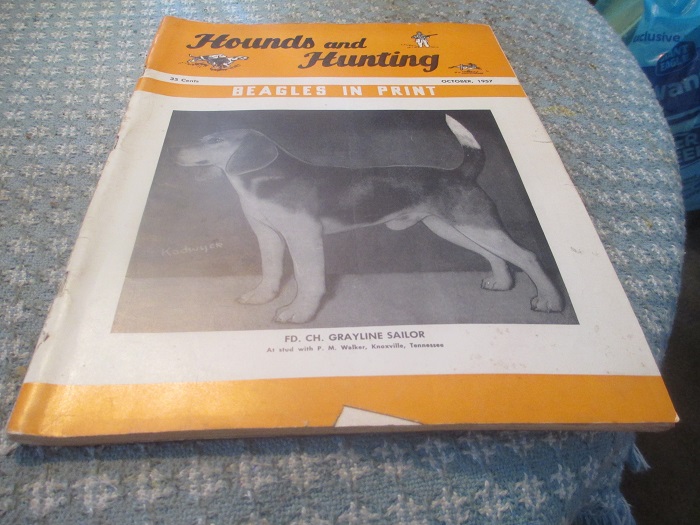 Hounds and
Hunting
35 Cents
OCTOBER, 1957
BEAGLES IN PRINT
FD. CH. GRAYLINE SAILOR
At stud with P. M. Walker, Knoxville, Tennessee